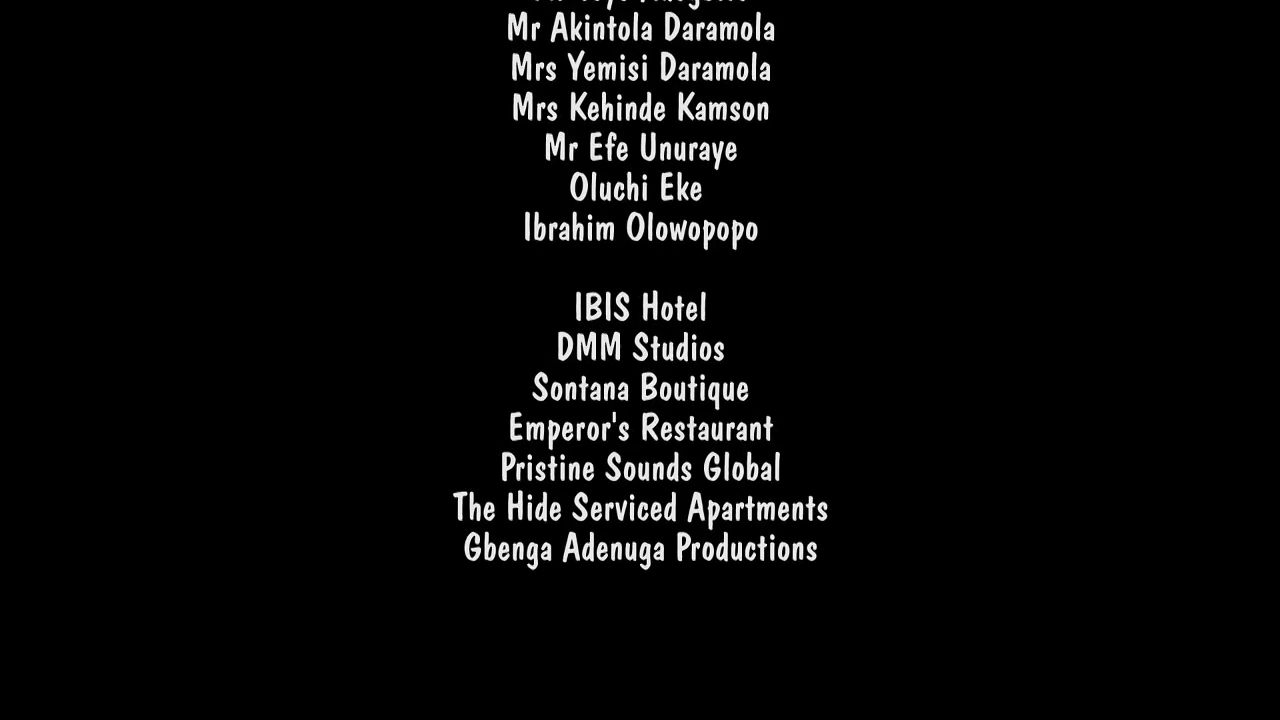 Mr Akintola Daramola
Mrs Yemisi Daramola
Mrs Kehinde Kamson
Mr Efe Unuraye
Oluchi Eke
Ibrahim Olowopopo
IBIS Hotel
DMM Studios
Sontana Boutique
Emperor's Restaurant
Pristine Sounds Global
The Hide Serviced Apartments
Gbenga Adenuga Productions